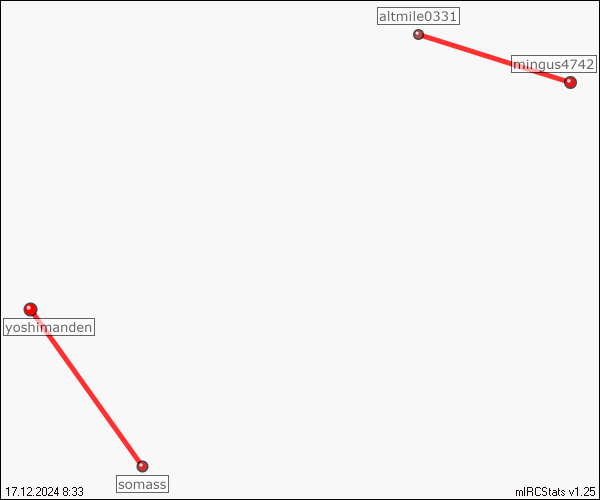 altmile0331
mingus4742
yoshimanden
somass
17.12.2024 8:33
mIRCStats v1.25